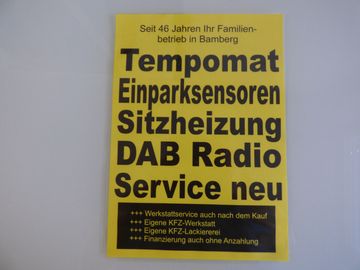 Seit 46 Jahren Ihr Familien-
betrieb in Bamberg
Tempomat
Einparksensoren
Sitzheizung
DAB Radio
Service neu
+++ Werkstattservice auch nach dem Kauf
+++ Eigene KFZ-Werkstatt
+++ Eigene KFZ-Lackiererei
+++ Finanzierung auch ohne Anzahlung